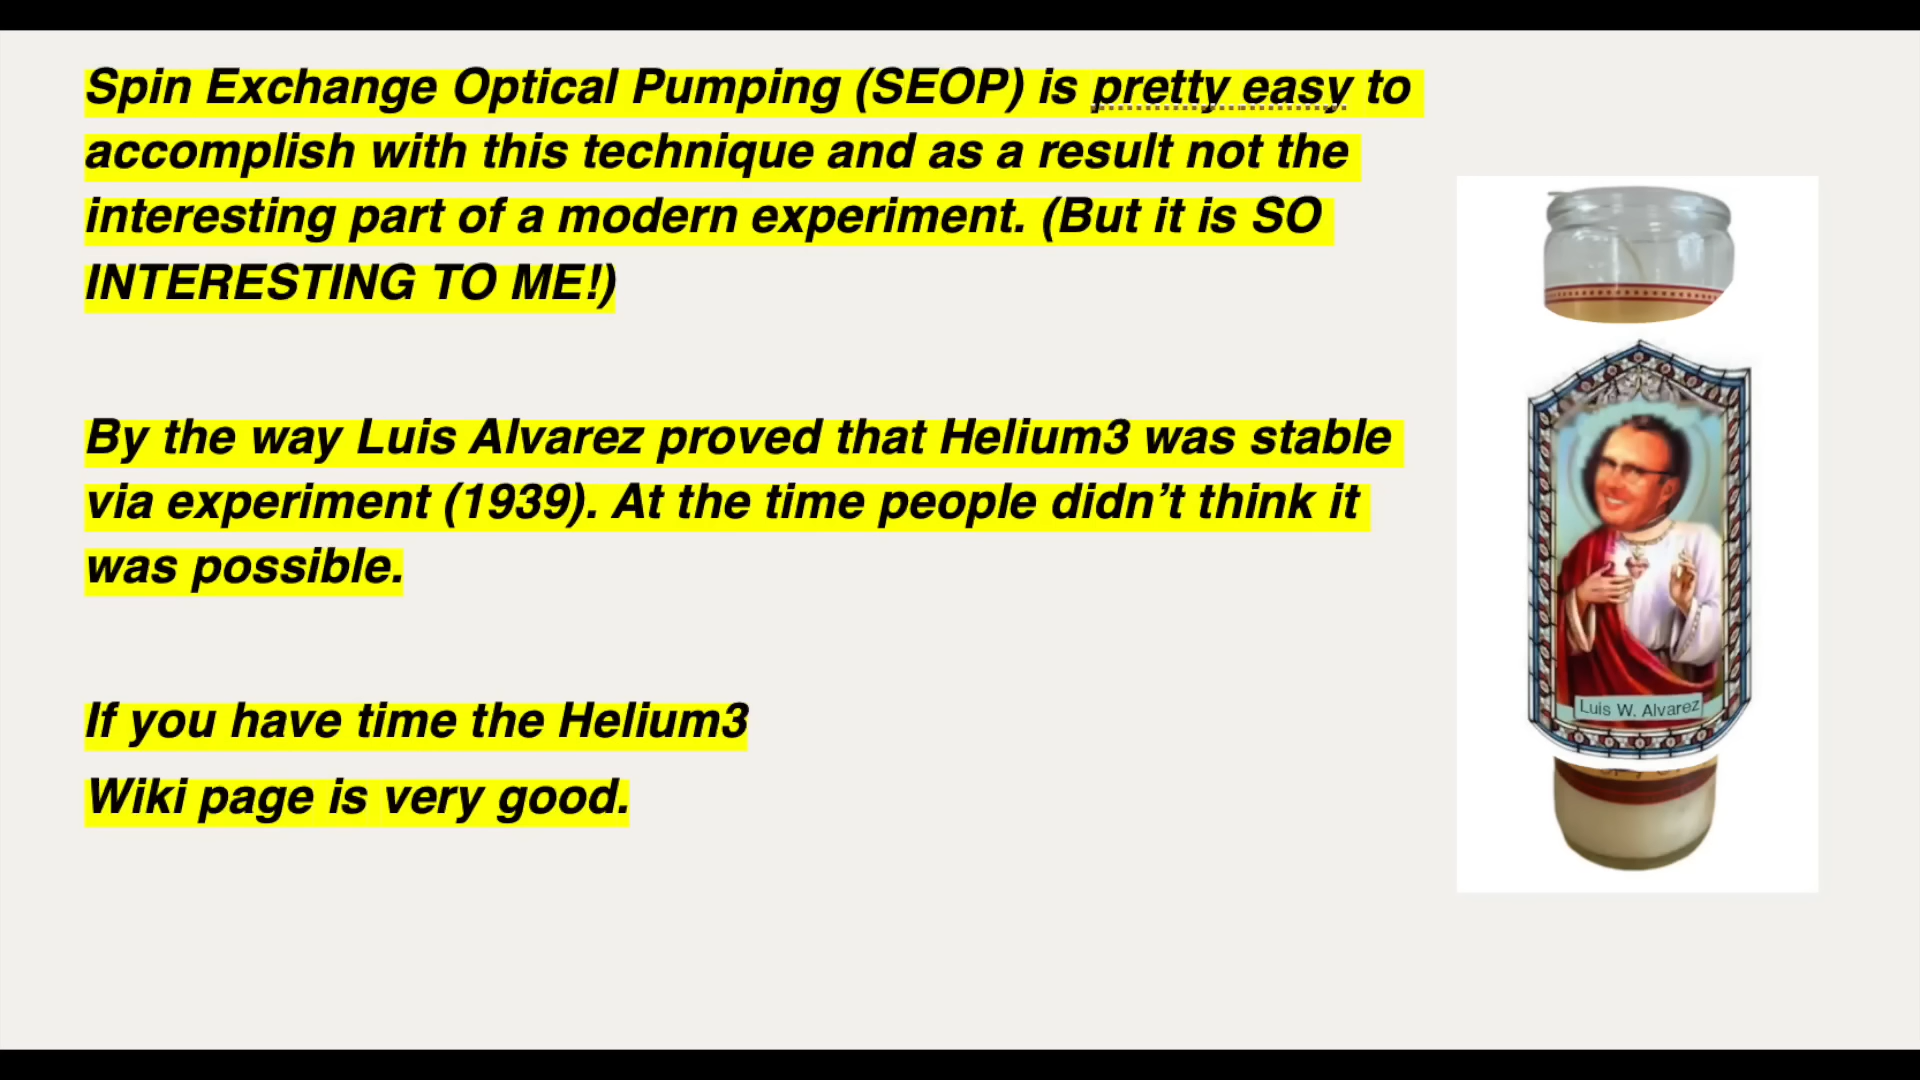 Spin Exchange Optical Pumping (SEOP) is pretty easy to
accomplish with this technique and as a result not the
interesting part of a modern experiment. (But it is SO
INTERESTING TO ME!)
By the way Luis Alvarez proved that Helium3 was stable
via experiment (1939). At the time people didn’t think it
was possible.
If you have time the Helium3
Wiki page is very good.
Luis W. Alvarez